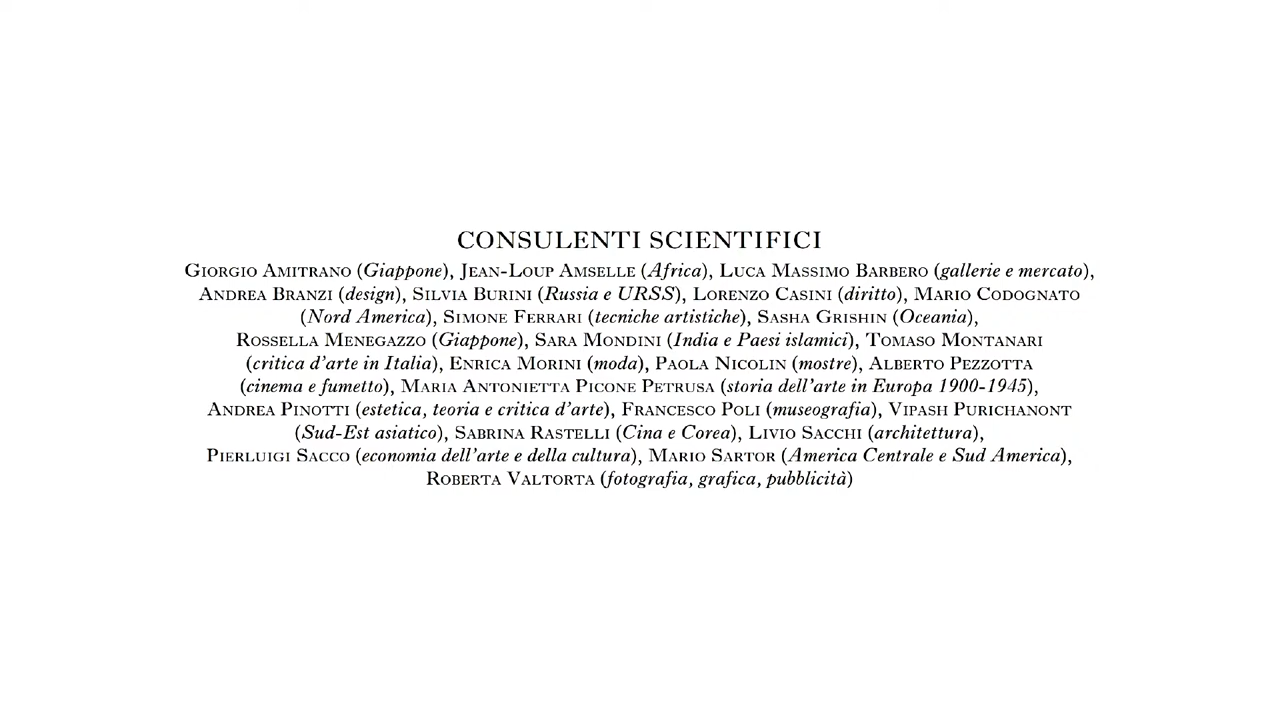 CONSULENTI SCIENTIFICI
Giorgio Amitrano (Giappone), Jean-Loup Amselle (Africa), Luca Massimo Barbero (gallerie e mercato),
Andrea Branzi (design), Silvia Burini (Russia e URSS), Lorenzo Casini (diritto), Mario Codognato
(Nord America), Simone Ferrari (tecniche artistiche), Sasha Grishin (Oceania),
Rossella Menegazzo (Giappone), Sara Mondini (India e Paesi islamici), Tomaso Montanari
(critica d'arte in Italia), Enrica Morini (moda), Paola Nicolin (mostre), Alberto Pezzotta
(cinema e fumetto), Maria Antonietta Picone Petrusa (storia dell'arte in Europa 1900-1945),
Andrea Pinotti (estetica, teoria e critica d'arte), Francesco Poli (museografia), Vipash Purichanont
(Sud-Est asiatico), Sabrina Rastelli (Cina e Corea), Livio Sacchi (architettura),
Pierluigi Sacco (economia dell'arte e della cultura), Mario Sartor (America Centrale e Sud America),
Roberta Valtorta (fotografia, grafica, pubblicità)